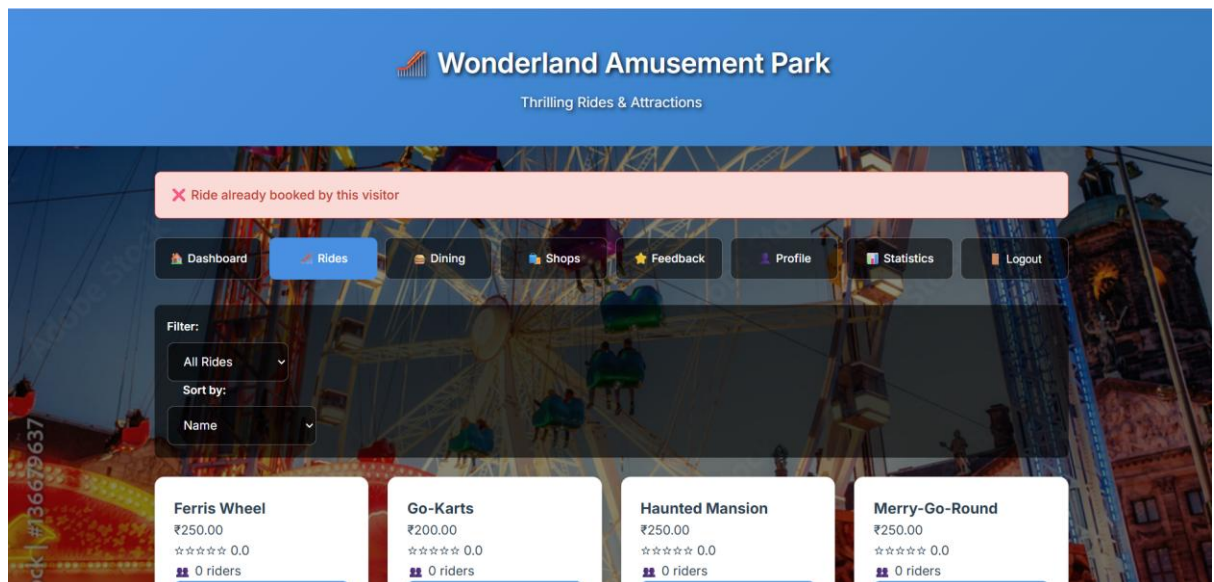 Wonderland Amusement Park
Thrilling Rides & Attractions
Ride already booked by this visitor
Dashboard Rides Dining Shops Feedback Profile Statistics Logout
Filter:
All Rides
Sort by:
Name
Ferris Wheel Go-Karts Haunted Mansion Merry-Go-Round
₹250.00 ₹200.00 ₹250.00 ₹250.00
☆☆☆☆☆ 0.0 ☆☆☆☆☆ 0.0 ☆☆☆☆☆ 0.0 ☆☆☆☆☆ 0.0
0 riders 0 riders 0 riders 0 riders
ck | #136679637